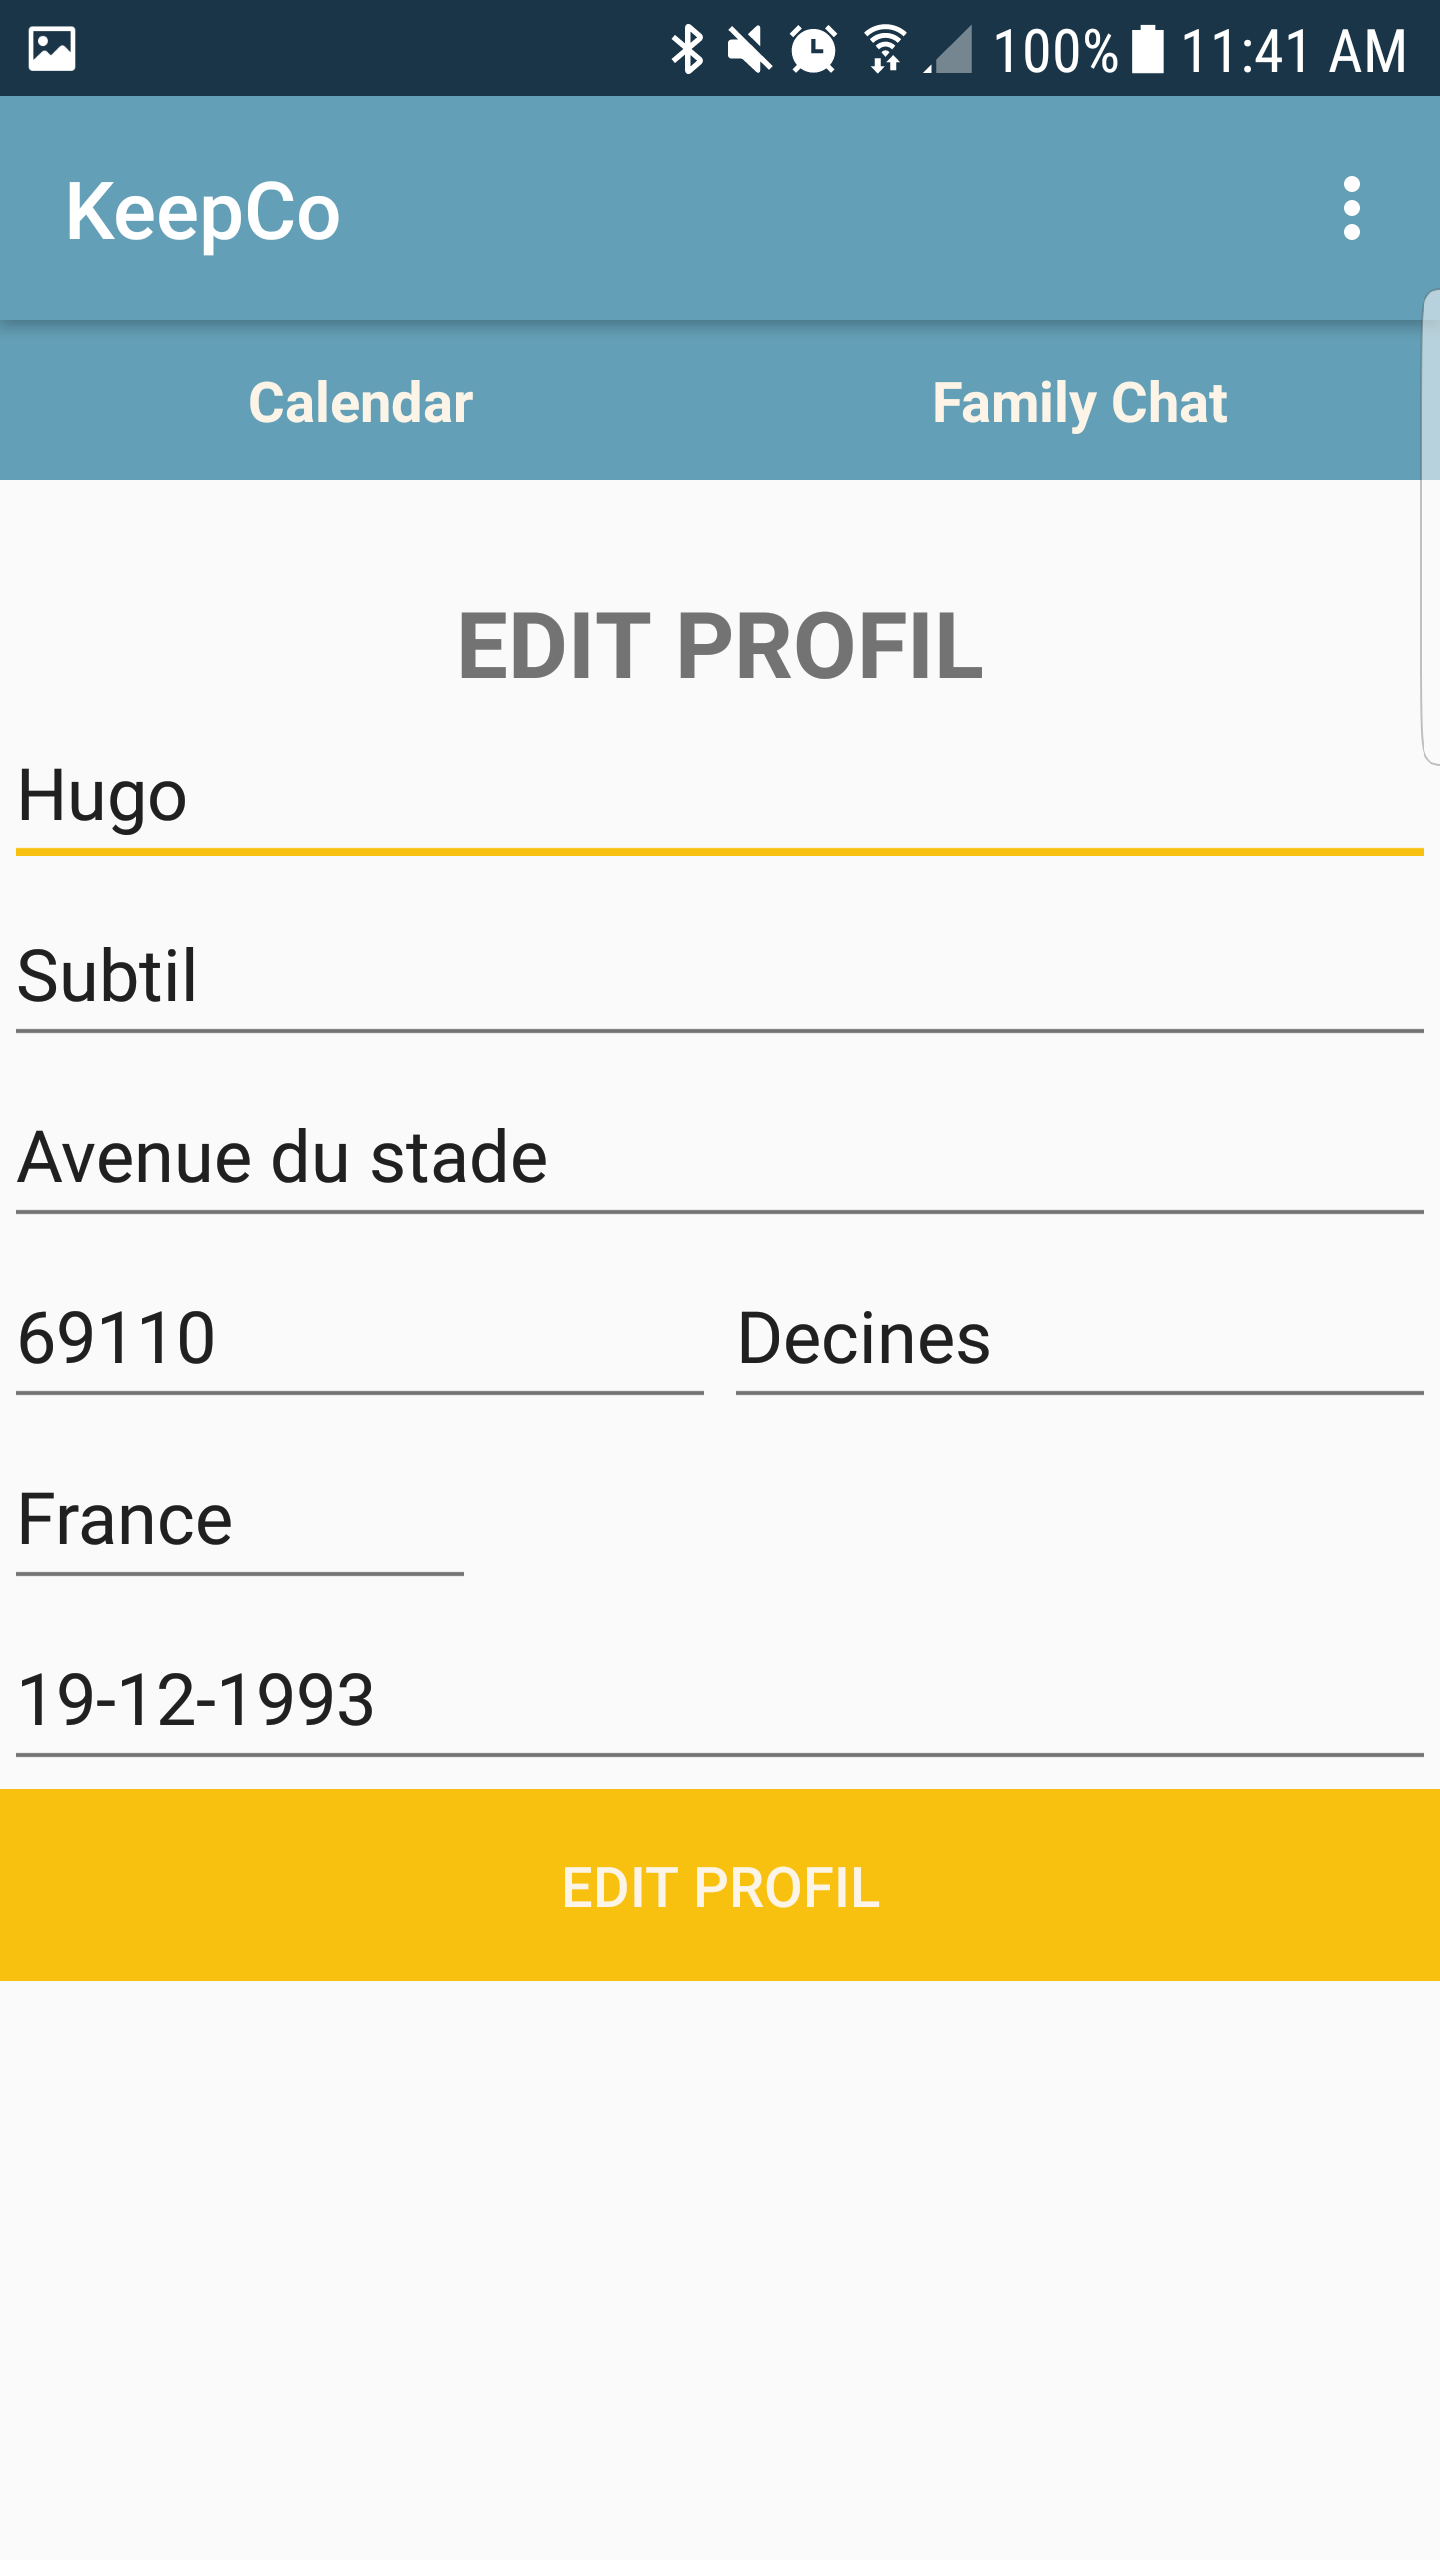 100% 11:41 AM
KeepCo
Calendar Family Chat
EDIT PROFIL
Hugo
Subtil
Avenue du stade
69110 Decines
France
19-12-1993
EDIT PROFIL